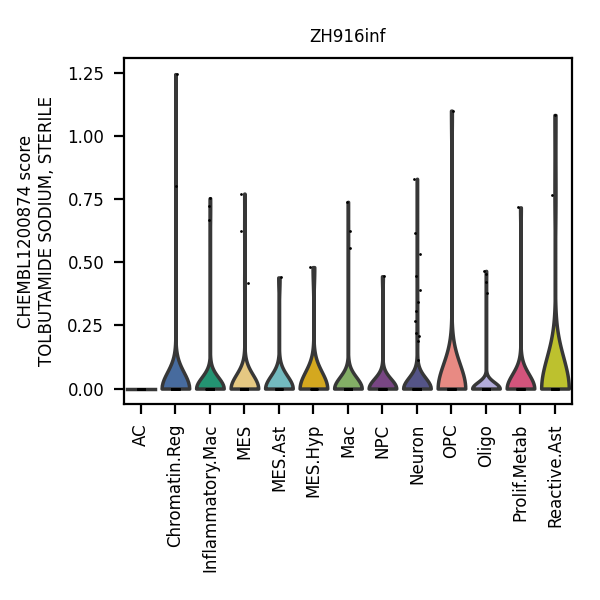 ZH916inf
CHEMBL1200874 score
TOLBUTAMIDE SODIUM, STERILE
1.25
1.00
0.75
0.50
0.25
0.00
AC
Chromatin.Reg
Inflammatory.Mac
MES
MES.Ast
MES.Hyp
Mac
NPC
Neuron
OPC
Oligo
Prolif.Metab
Reactive.Ast